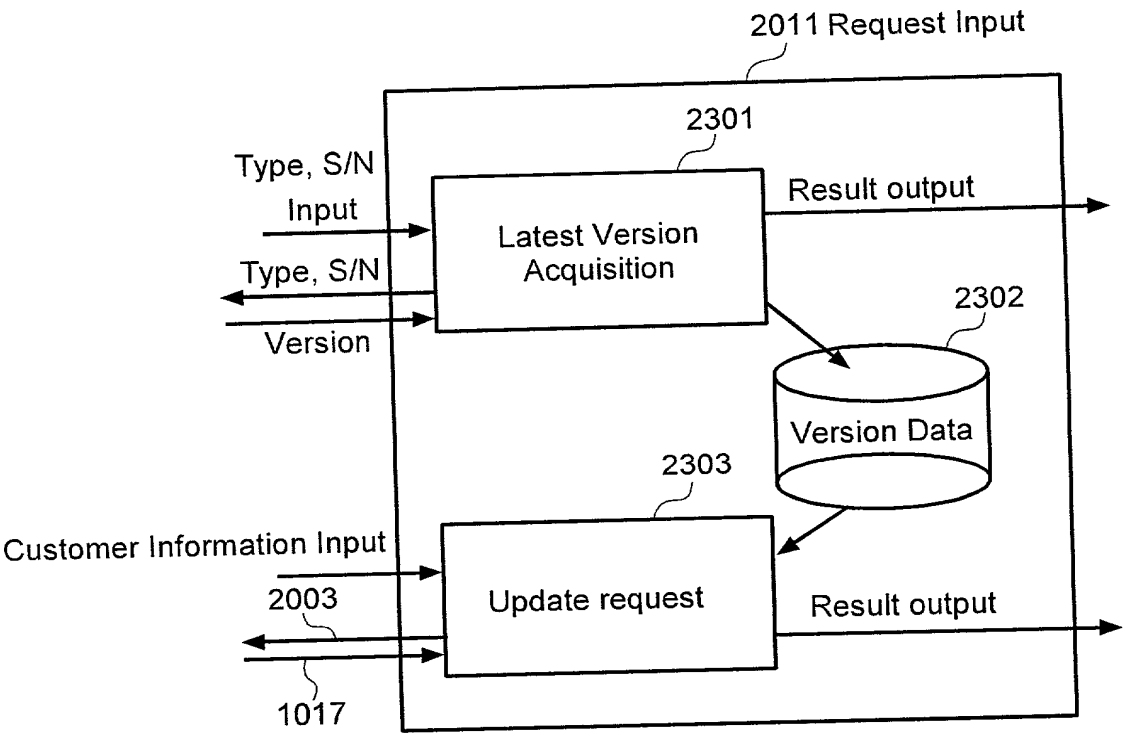 2011 Request Input
2301
Type, S/N
Input
Result output
Latest Version
Acquisition
Type, S/N
Version
2302
Version Data
2303
Customer Information Input
Update request
2003
Result output
1017